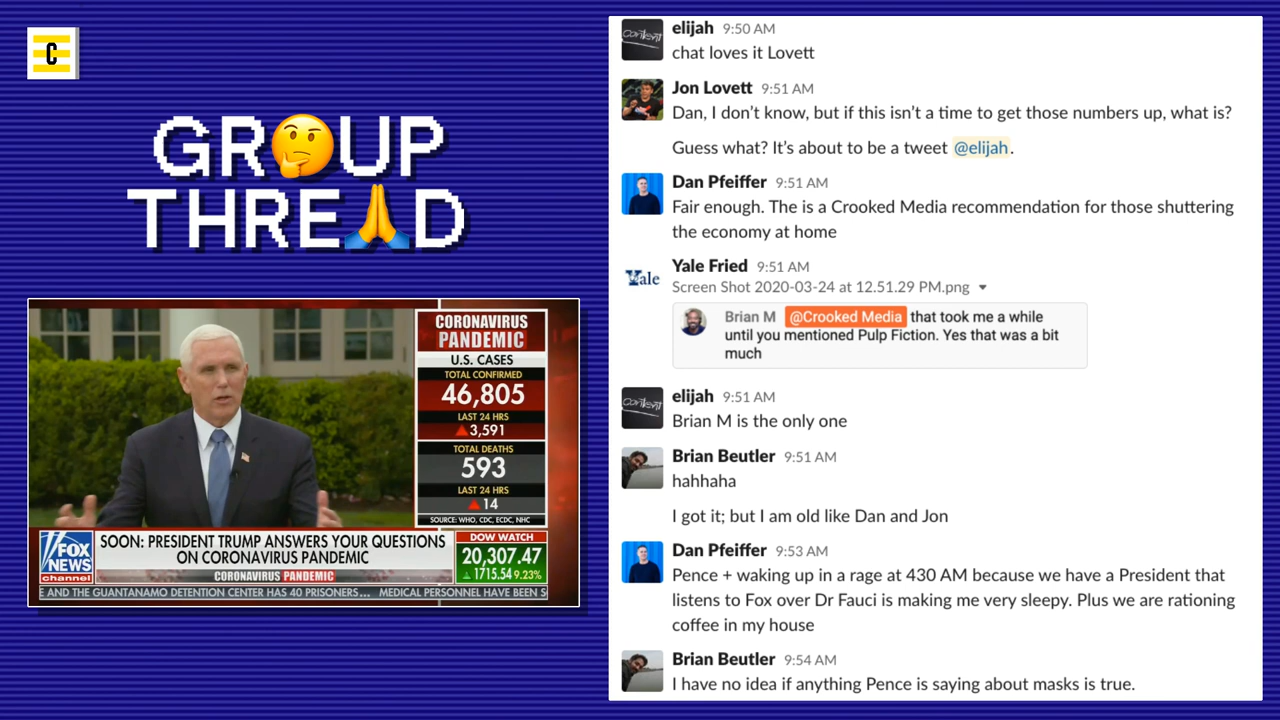 C
GR🤔UP
THRE🙏D
CORONAVIRUS
PANDEMIC
U.S. CASES
TOTAL CONFIRMED
46,805
LAST 24 HRS
▲3,591
TOTAL DEATHS
593
LAST 24 HRS
▲14
SOURCE: WHO, CDC, ECDC, NHC
FOX
NEWS
channel
SOON: PRESIDENT TRUMP ANSWERS YOUR QUESTIONS
ON CORONAVIRUS PANDEMIC
CORONAVIRUS PANDEMIC
DOW WATCH
20,307.47
▲1715.54 9.23%
E AND THE GUANTANAMO DETENTION CENTER HAS 40 PRISONERS... MEDICAL PERSONNEL HAVE BEEN S
content
elijah 9:50 AM
chat loves it Lovett
Jon Lovett 9:51 AM
Dan, I don’t know, but if this isn’t a time to get those numbers up, what is?
Guess what? It’s about to be a tweet @elijah.
Dan Pfeiffer 9:51 AM
Fair enough. The is a Crooked Media recommendation for those shuttering
the economy at home
Yale
Yale Fried 9:51 AM
Screen Shot 2020-03-24 at 12.51.29 PM.png
Brian M @Crooked Media that took me a while
until you mentioned Pulp Fiction. Yes that was a bit
much
content
elijah 9:51 AM
Brian M is the only one
Brian Beutler 9:51 AM
hahhaha
I got it; but I am old like Dan and Jon
Dan Pfeiffer 9:53 AM
Pence + waking up in a rage at 430 AM because we have a President that
listens to Fox over Dr Fauci is making me very sleepy. Plus we are rationing
coffee in my house
Brian Beutler 9:54 AM
I have no idea if anything Pence is saying about masks is true.